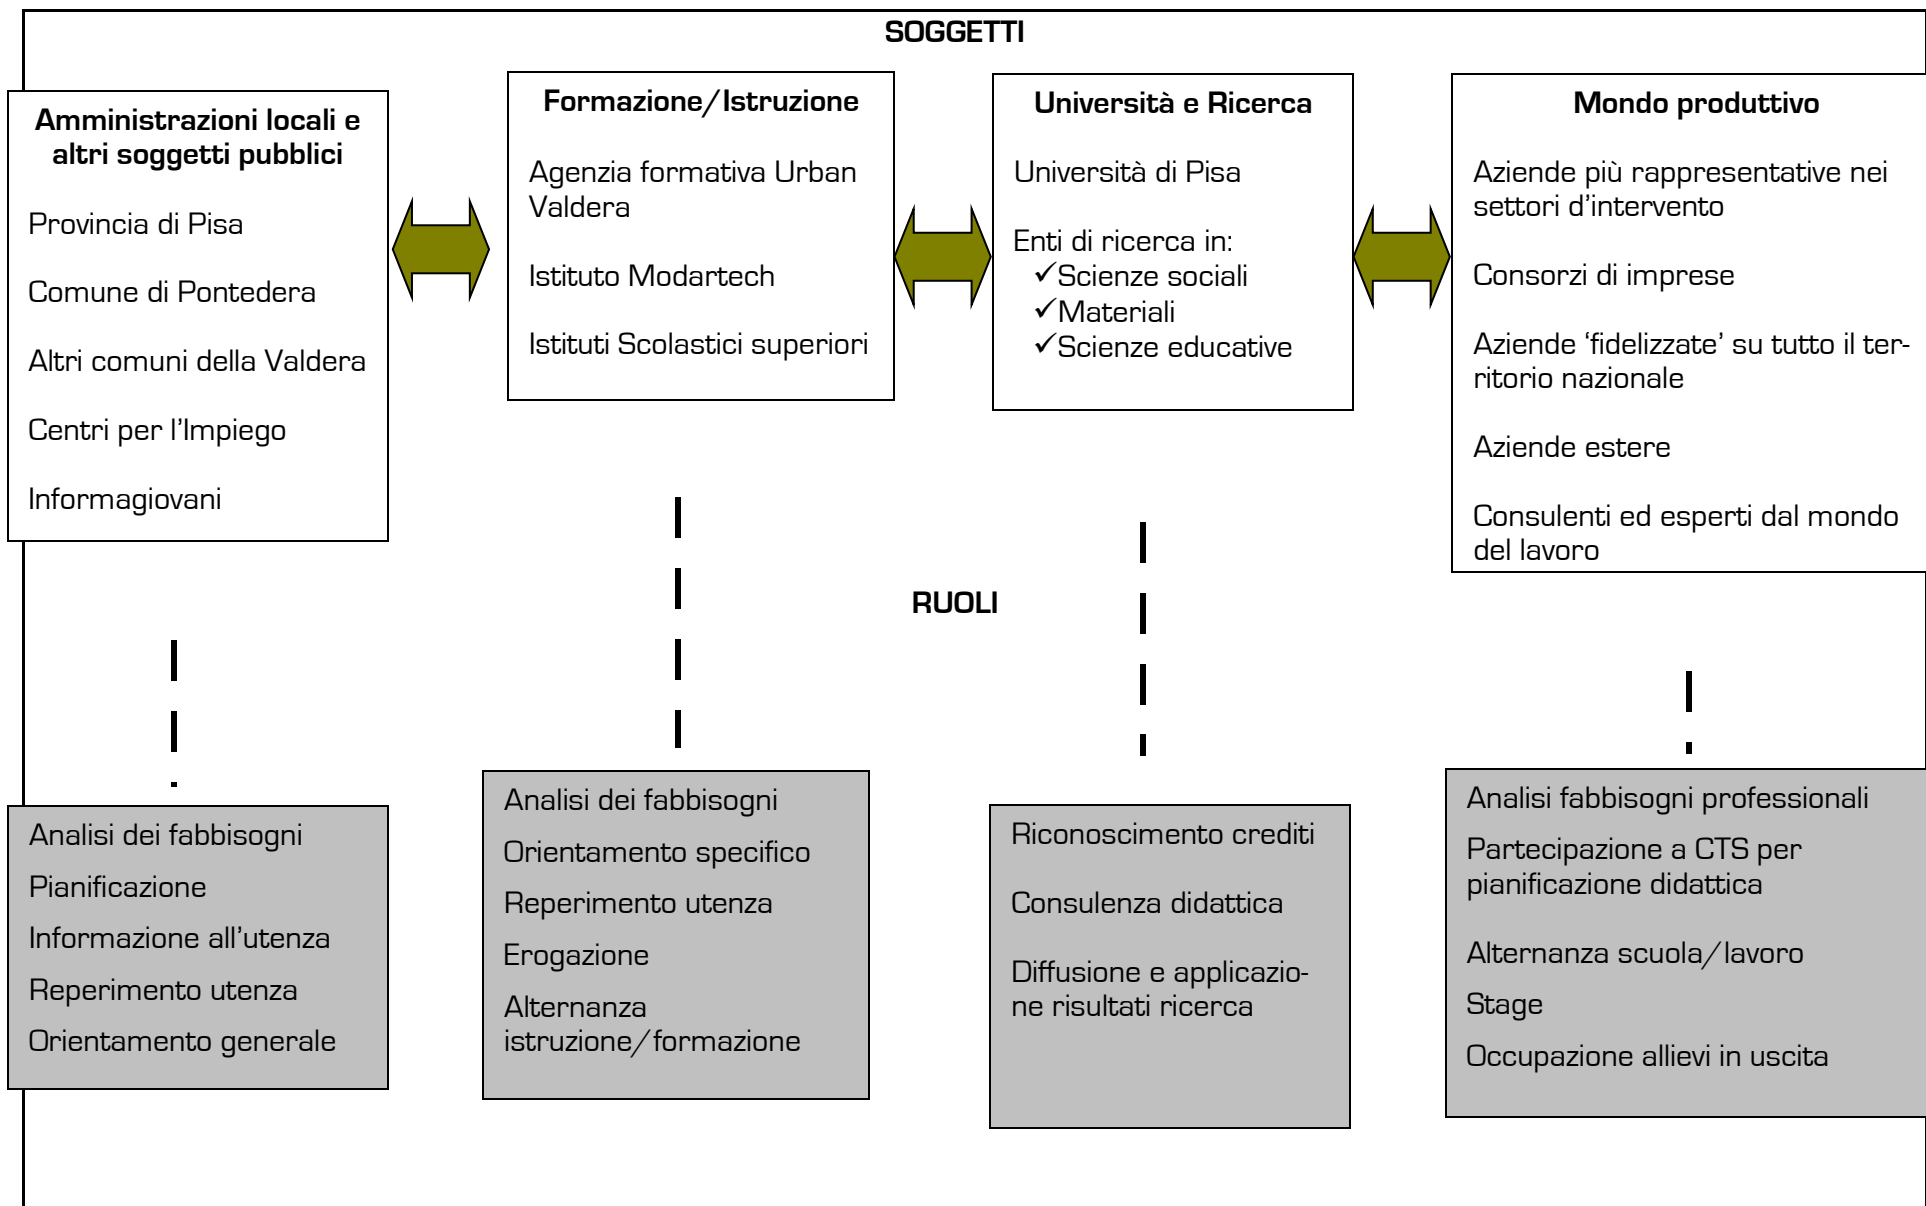 SOGGETTI
Amministrazioni locali e
altri soggetti pubblici
Provincia di Pisa
Comune di Pontedera
Altri comuni della Valdera
Centri per l'Impiego
Informagiovani
Formazione/Istruzione
Agenzia formativa Urban
Valdera
Istituto Modartech
Istituti Scolastici superiori
Università e Ricerca
Università di Pisa
Enti di ricerca in:
✓Scienze sociali
✓Materiali
✓Scienze educative
Mondo produttivo
Aziende più rappresentative nei
settori d'intervento
Consorzi di imprese
Aziende 'fidelizzate' su tutto il ter-
ritorio nazionale
Aziende estere
Consulenti ed esperti dal mondo
del lavoro
RUOLI
Analisi dei fabbisogni
Pianificazione
Informazione all'utenza
Reperimento utenza
Orientamento generale
Analisi dei fabbisogni
Orientamento specifico
Reperimento utenza
Erogazione
Alternanza
istruzione/formazione
Riconoscimento crediti
Consulenza didattica
Diffusione e applicazio-
ne risultati ricerca
Analisi fabbisogni professionali
Partecipazione a CTS per
pianificazione didattica
Alternanza scuola/lavoro
Stage
Occupazione allievi in uscita